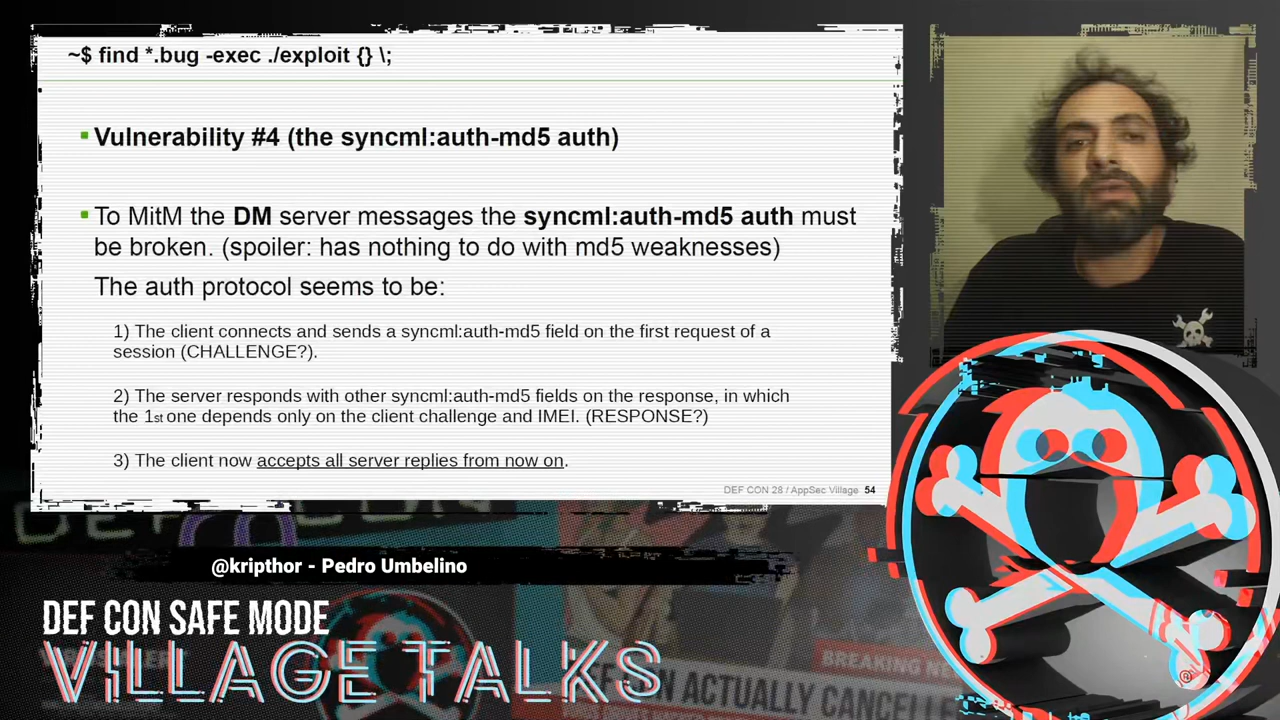 ~$ find *.bug -exec ./exploit {} \;
Vulnerability #4 (the syncml:auth-md5 auth)
To MitM the DM server messages the syncml:auth-md5 auth must
be broken. (spoiler: has nothing to do with md5 weaknesses)
The auth protocol seems to be:
1) The client connects and sends a syncml:auth-md5 field on the first request of a
session (CHALLENGE?).
2) The server responds with other syncml:auth-md5 fields on the response, in which
the 1st one depends only on the client challenge and IMEI. (RESPONSE?)
3) The client now accepts all server replies from now on.
DEF CON 28 / AppSec Village 54
DEF CON
@kripthor - Pedro Umbelino
DEF CON SAFE MODE
VILLAGE TALKS
BREAKING NE
CON ACTUALLY CANCELLE
®